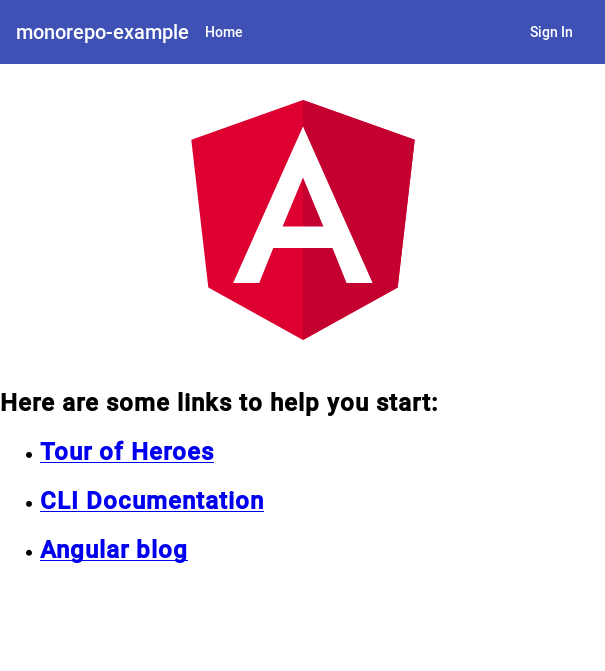 monorepo-example Home Sign In
A
Here are some links to help you start:
Tour of Heroes
CLI Documentation
Angular blog